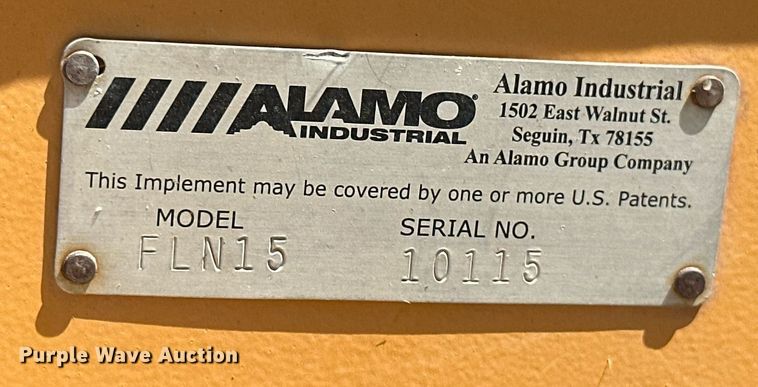 ALAMO®
INDUSTRIAL
Alamo Industrial
1502 East Walnut St.
Seguin, Tx 78155
An Alamo Group Company
This Implement may be covered by one or more U.S. Patents.
MODEL
FLN15
SERIAL NO.
10115
Purple Wave Auction